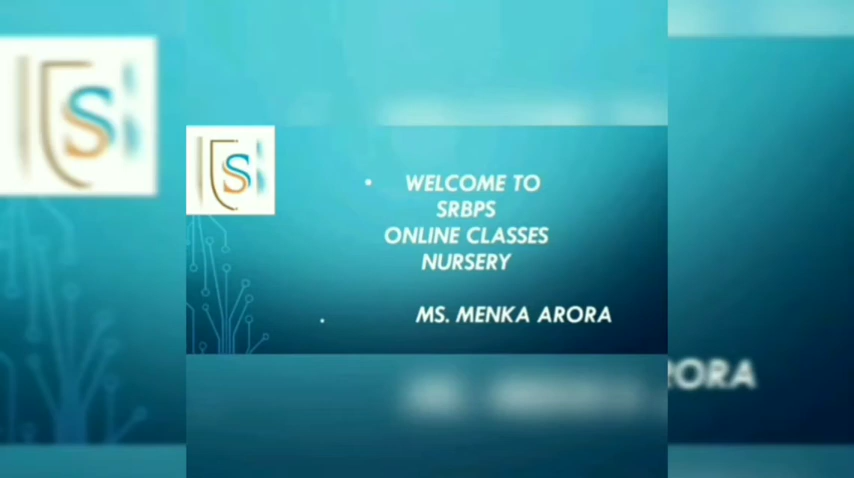 S
• WELCOME TO
SRBPS
ONLINE CLASSES
NURSERY
. MS. MENKA ARORA